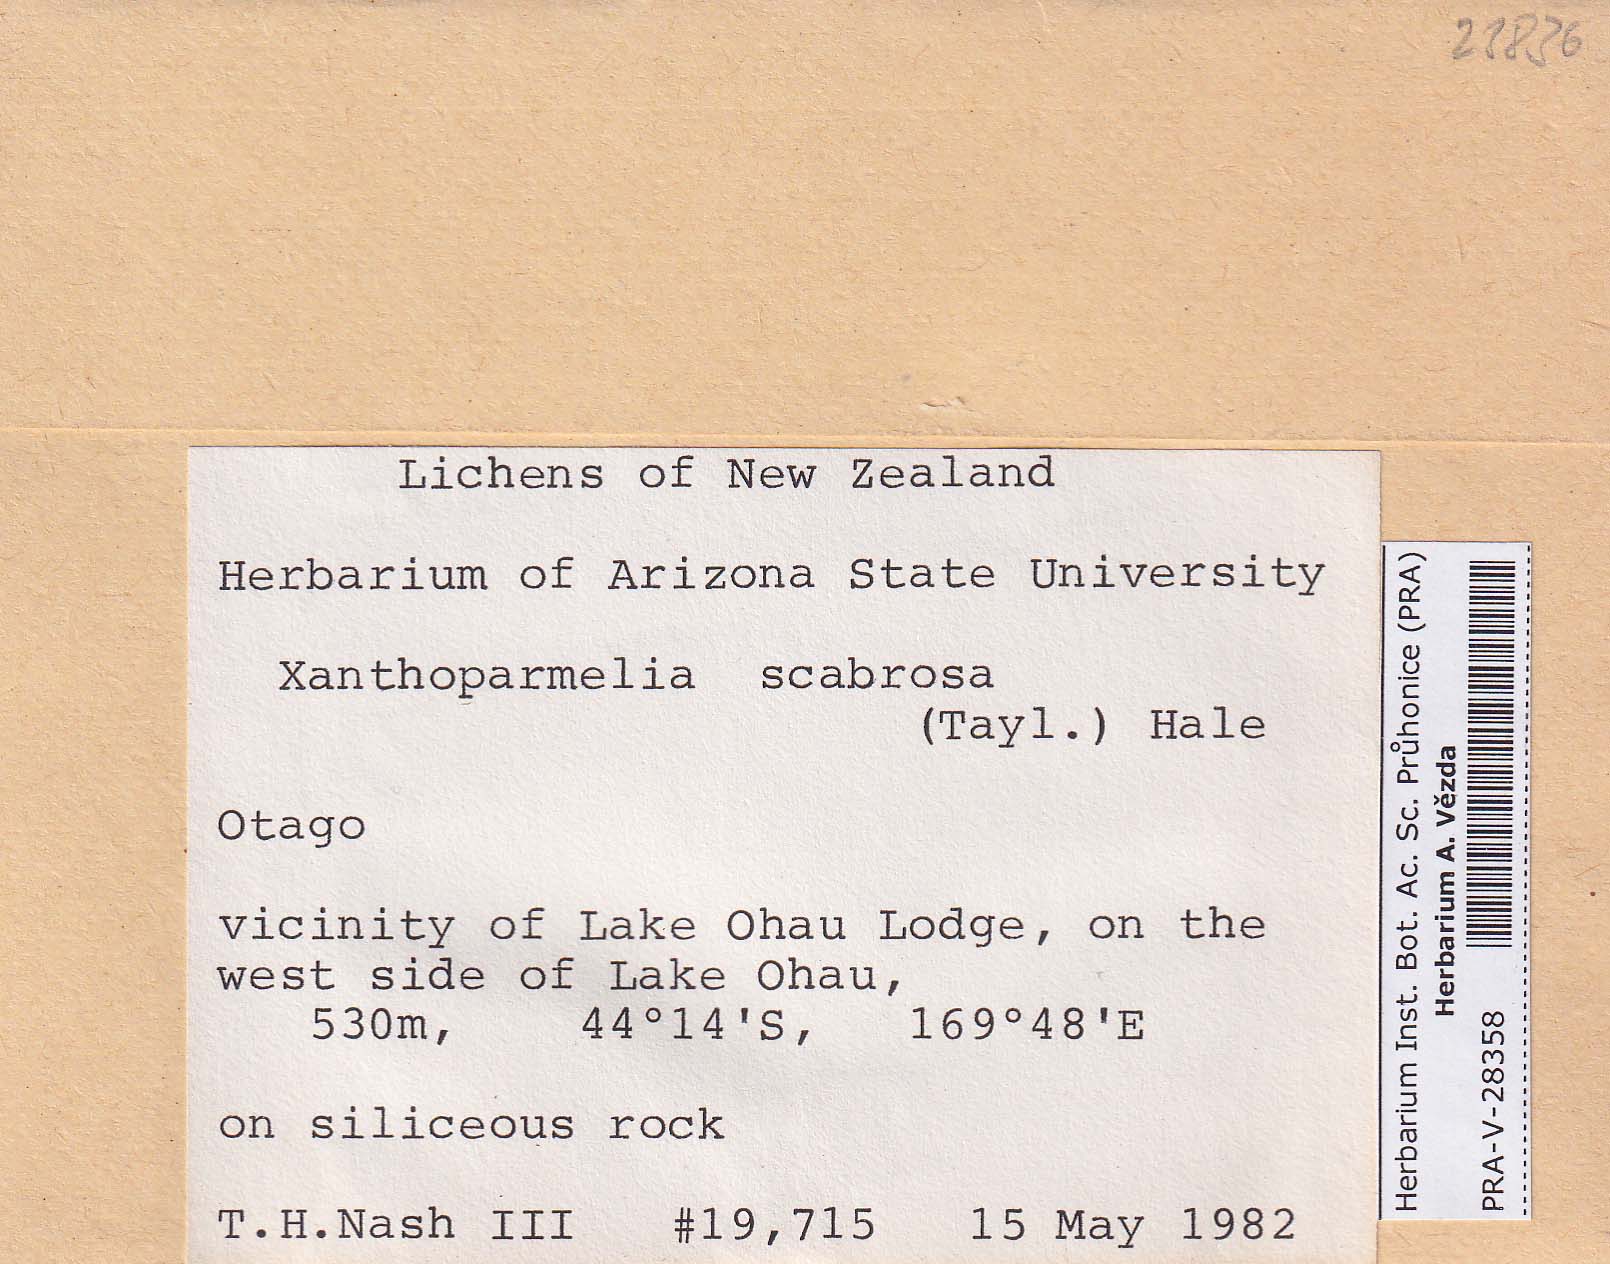 21836
Lichens of New Zealand
Herbarium of Arizona State University
Xanthoparmelia scabrosa
(Tayl.) Hale
Otago
vicinity of Lake Ohau Lodge, on the
west side of Lake Ohau,
530m, 44°14'S, 169°48'E
on siliceous rock
T.H.Nash III #19,715 15 May 1982
Herbarium Inst. Bot. Ac. Sc. Průhonice (PRA)
Herbarium A. Vězda
PRA-V-28358